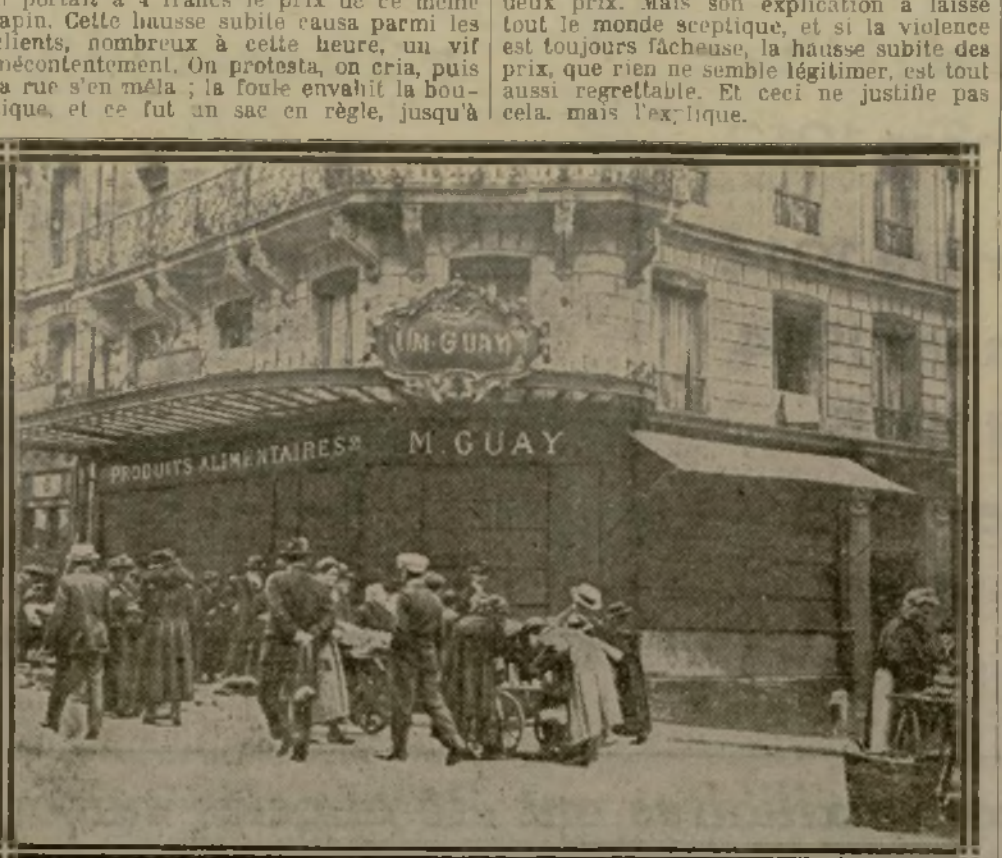 portait à 4 francs le prix de ce même
apin. Cette hausse subite causa parmi les
clients, nombreux à cette heure, un vif
mécontentement. On protesta, on cria, puis
a rue s'en mêla ; la foule envahit la bou-
ique, et ce fut un sac en règle, jusqu'à
deux prix. Mais son explication a laissé
tout le monde sceptique, et si la violence
est toujours fâcheuse, la hausse subite des
prix, que rien ne semble légitimer, est tout
aussi regrettable. Et ceci ne justifie pas
cela. mais l'explique.
M. GUAY
PRODUITS ALIMENTAIRES
M. GUAY